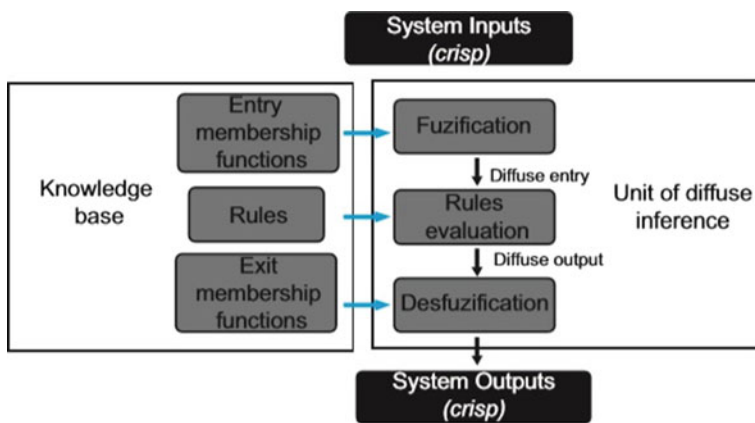 System Inputs
(crisp)
Entry
membership
functions
Fuzification
Diffuse entry
Knowledge
base
Rules
Rules
evaluation
Unit of diffuse
inference
Diffuse output
Exit
membership
functions
Desfuzification
System Outputs
(crisp)